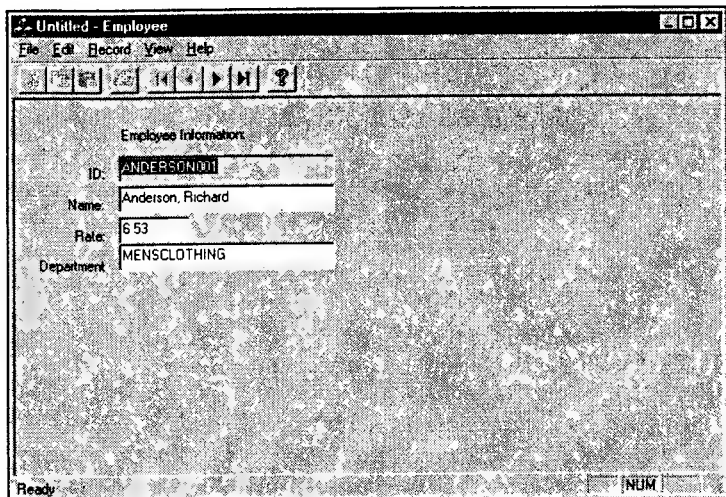 Untitled - Employee
File Edit Record View Help
Employee Information:
ID: ANDERSON001
Name: Anderson, Richard
Rate: 6.53
Department MENSCLOTHING
Ready NUM